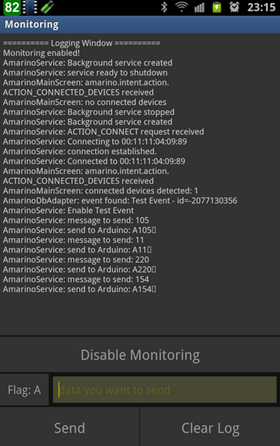 82
23:15
Monitoring
========== Logging Window ==========
Monitoring enabled!
AmarinoService: Background service created
AmarinoService: service ready to shutdown
AmarinoMainScreen: amarino.intent.action.
ACTION_CONNECTED_DEVICES received
AmarinoMainScreen: no connected devices
AmarinoService: Background service stopped
AmarinoService: Background service created
AmarinoService: ACTION_CONNECT request received
AmarinoService: Connecting to 00:11:11:04:09:89
AmarinoService: connection established.
AmarinoService: Connected to 00:11:11:04:09:89
AmarinoMainScreen: amarino.intent.action.
ACTION_CONNECTED_DEVICES received
AmarinoMainScreen: connected devices detected: 1
AmarinoDbAdapter: event found: Test Event - id=-2077130356
AmarinoService: Enable Test Event
AmarinoService: message to send: 105
AmarinoService: send to Arduino: A105▯
AmarinoService: message to send: 11
AmarinoService: send to Arduino: A11▯
AmarinoService: message to send: 220
AmarinoService: send to Arduino: A220▯
AmarinoService: message to send: 154
AmarinoService: send to Arduino: A154▯
Disable Monitoring
Flag: A
data you want to send
Send
Clear Log